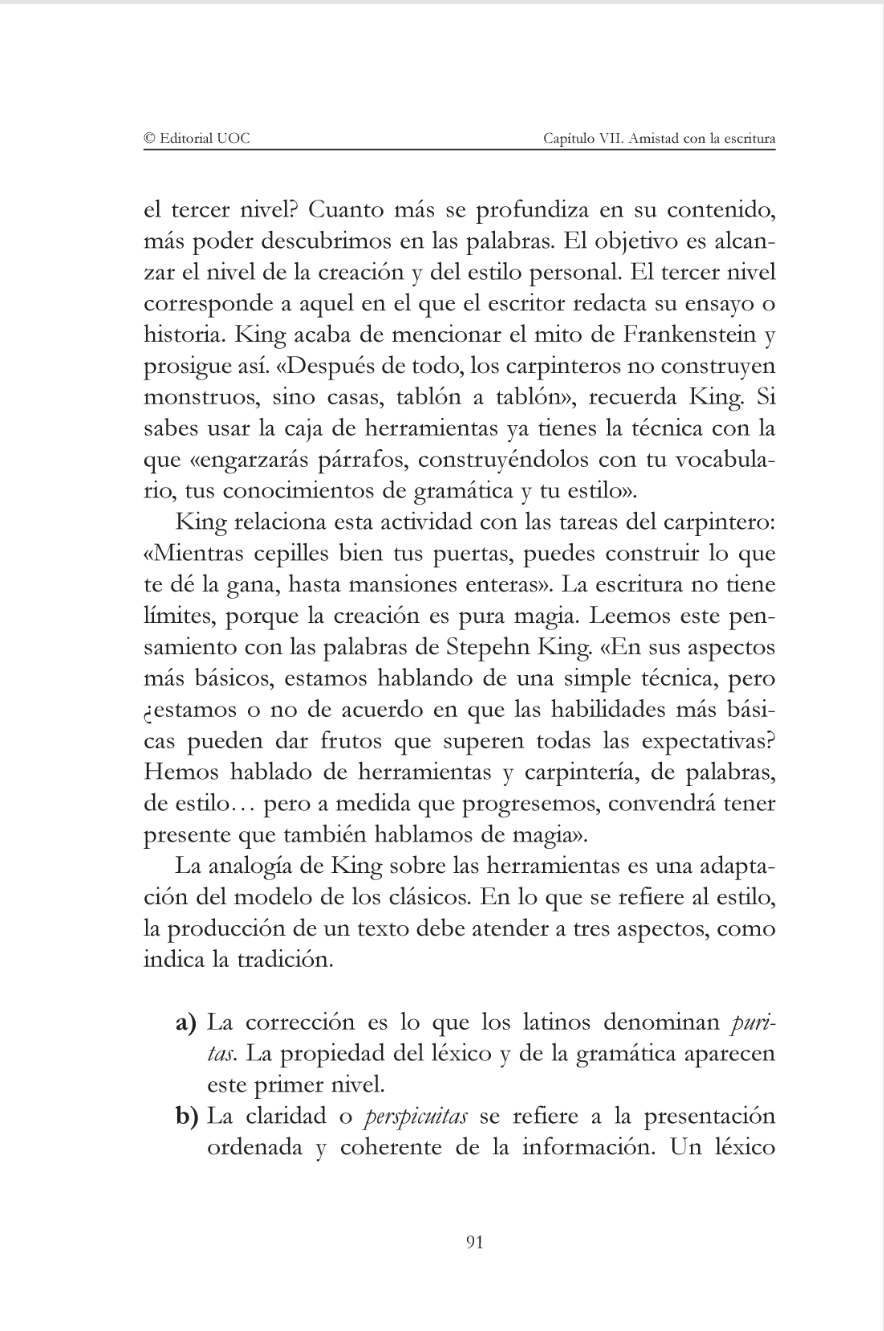 © Editorial UOC
Capítulo VII. Amistad con la escritura
el tercer nivel? Cuanto más se profundiza en su contenido,
más poder descubrimos en las palabras. El objetivo es alcan-
zar el nivel de la creación y del estilo personal. El tercer nivel
corresponde a aquel en el que el escritor redacta su ensayo o
historia. King acaba de mencionar el mito de Frankenstein y
prosigue así. «Después de todo, los carpinteros no construyen
monstruos, sino casas, tablón a tablón», recuerda King. Si
sabes usar la caja de herramientas ya tienes la técnica con la
que «engarzarás párrafos, construyéndolos con tu vocabula-
rio, tus conocimientos de gramática y tu estilo».
King relaciona esta actividad con las tareas del carpintero:
«Mientras cepilles bien tus puertas, puedes construir lo que
te dé la gana, hasta mansiones enteras». La escritura no tiene
límites, porque la creación es pura magia. Leemos este pen-
samiento con las palabras de Stepehn King. «En sus aspectos
más básicos, estamos hablando de una simple técnica, pero
¿estamos o no de acuerdo en que las habilidades más bási-
cas pueden dar frutos que superen todas las expectativas?
Hemos hablado de herramientas y carpintería, de palabras,
de estilo… pero a medida que progresemos, convendrá tener
presente que también hablamos de magia».
La analogía de King sobre las herramientas es una adapta-
ción del modelo de los clásicos. En lo que se refiere al estilo,
la producción de un texto debe atender a tres aspectos, como
indica la tradición.
a) La corrección es lo que los latinos denominan puri-
tas. La propiedad del léxico y de la gramática aparecen
este primer nivel.
b) La claridad o perspicuitas se refiere a la presentación
ordenada y coherente de la información. Un léxico
91